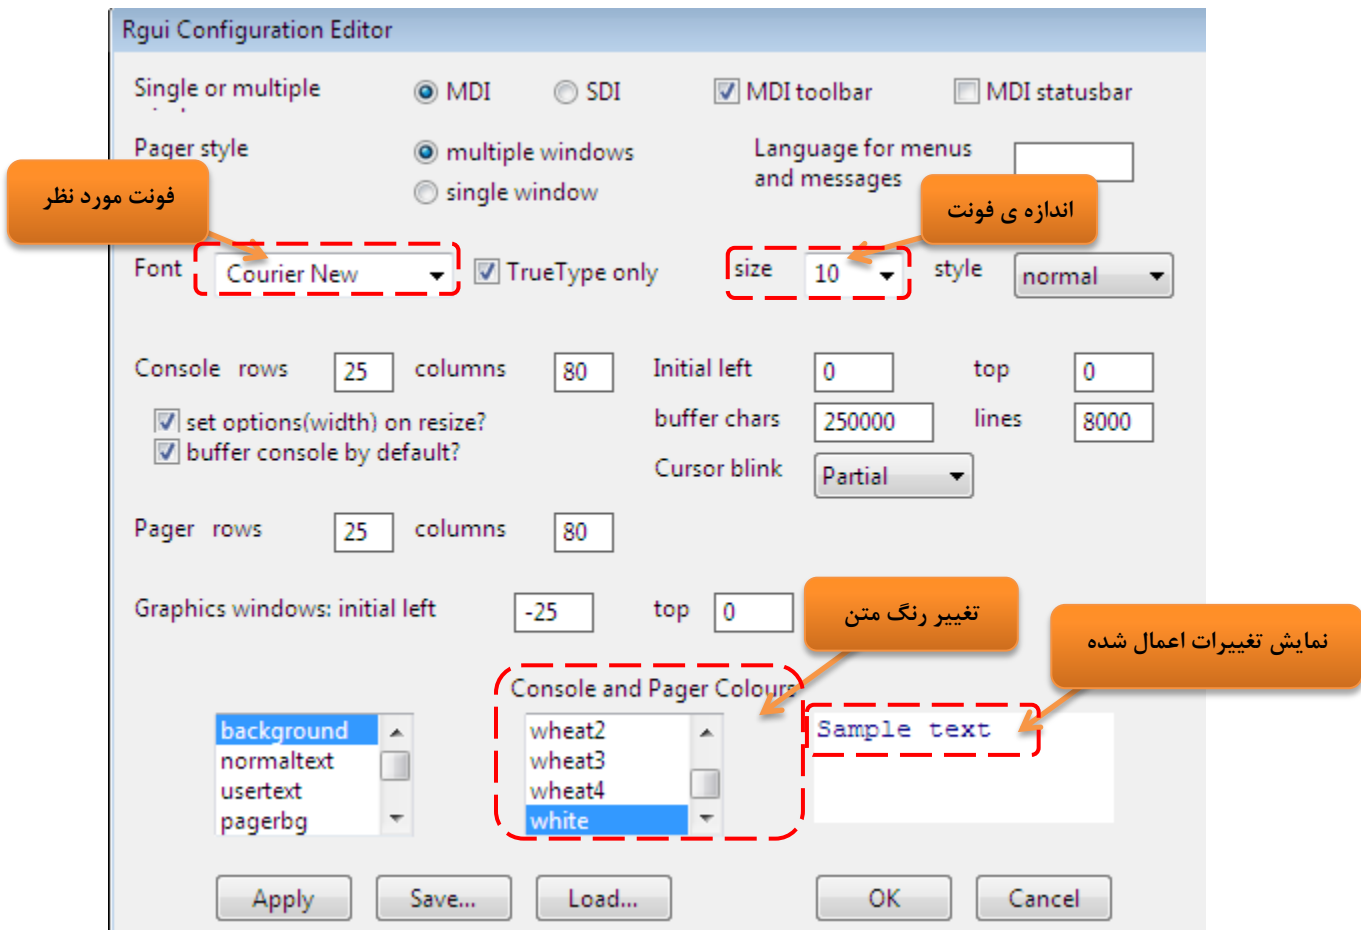 Rgui Configuration Editor
Single or multiple
MDI
SDI
MDI toolbar
MDI statusbar
Pager style
multiple windows
single window
Language for menus
and messages
فونت مورد نظر
اندازه ی فونت
Font
Courier New
TrueType only
size
10
style
normal
Console rows
25
columns
80
Initial left
0
top
0
set options(width) on resize?
buffer console by default?
buffer chars
250000
lines
8000
Cursor blink
Partial
Pager rows
25
columns
80
Graphics windows: initial left
-25
top
0
تغییر رنگ متن
نمایش تغییرات اعمال شده
Console and Pager Colours
background
normaltext
usertext
pagerbg
wheat2
wheat3
wheat4
white
Sample text
Apply
Save...
Load...
OK
Cancel